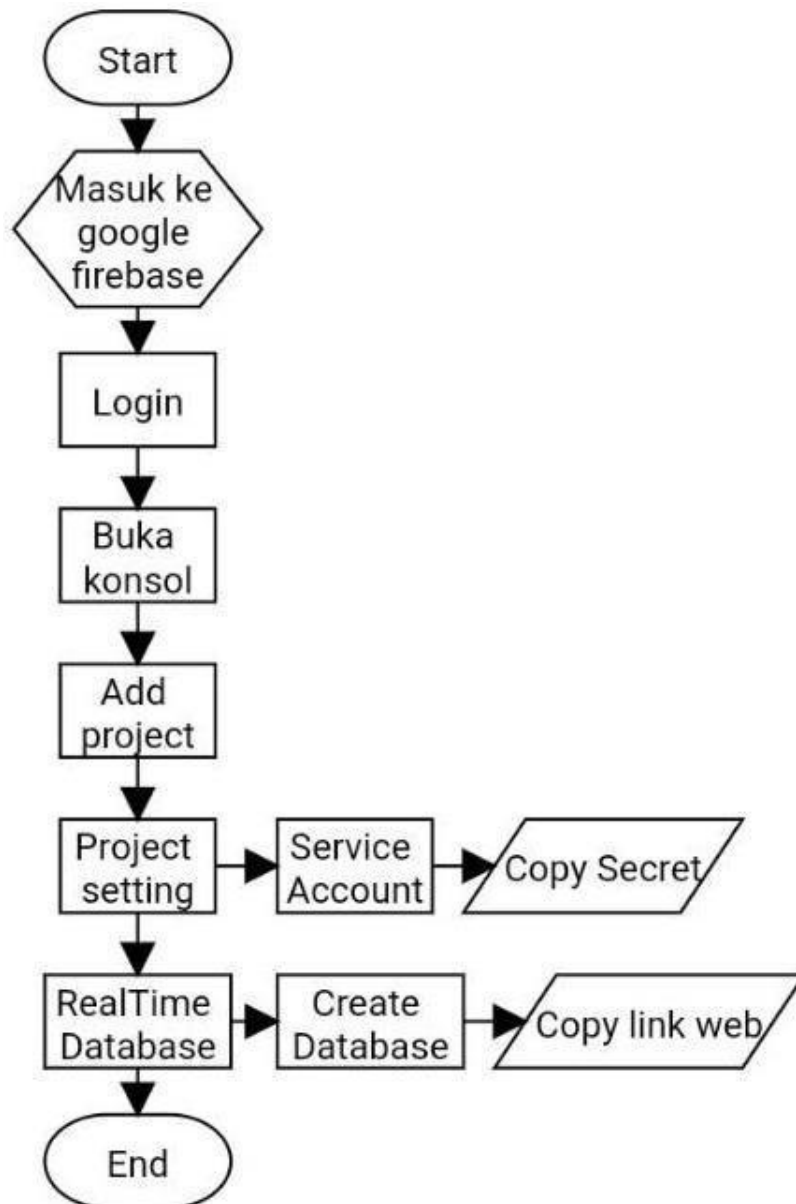 Start
Masuk ke
google
firebase
Login
Buka
konsol
Add
project
Project
setting
Service
Account
Copy Secret
RealTime
Database
Create
Database
Copy link web
End